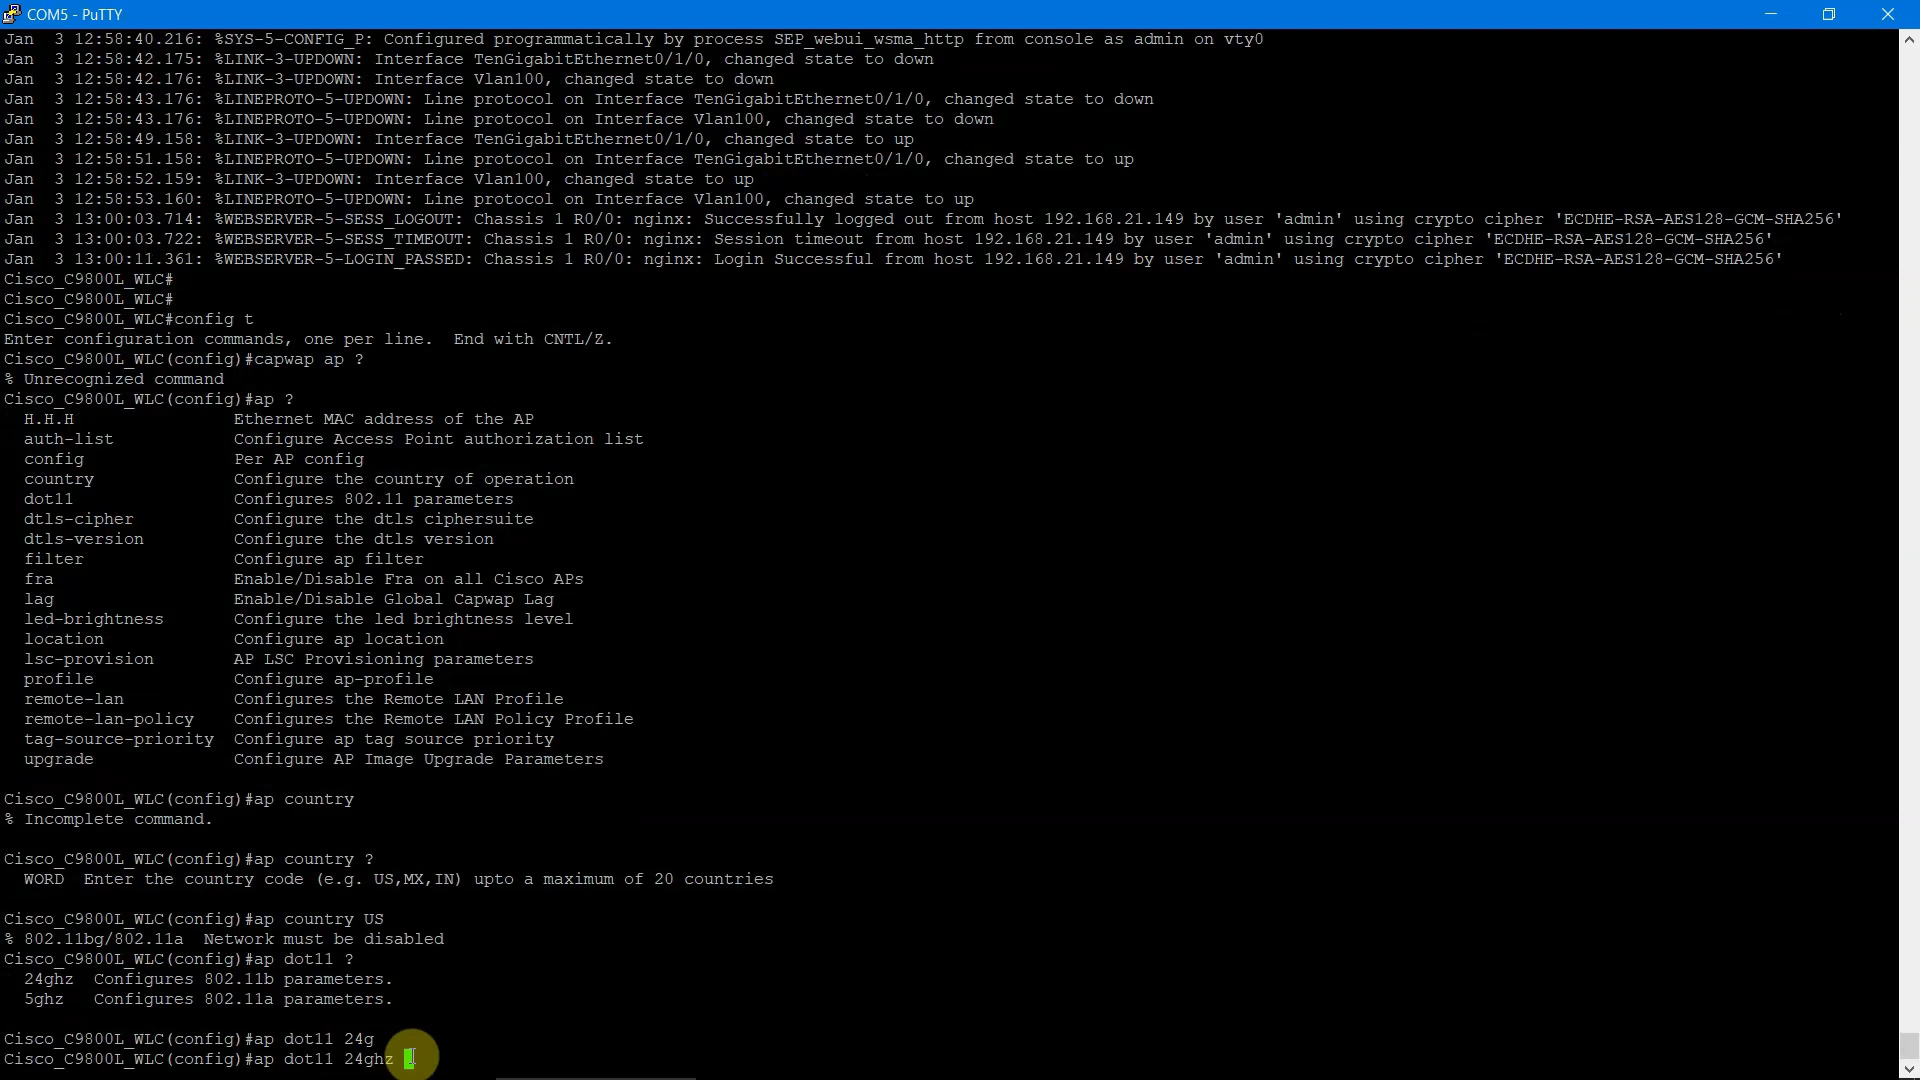 COM5 - PuTTY
Jan  3 12:58:40.216: %SYS-5-CONFIG_P: Configured programmatically by process SEP_webui_wsma_http from console as admin on vty0
Jan  3 12:58:42.175: %LINK-3-UPDOWN: Interface TenGigabitEthernet0/1/0, changed state to down
Jan  3 12:58:42.176: %LINK-3-UPDOWN: Interface Vlan100, changed state to down
Jan  3 12:58:43.176: %LINEPROTO-5-UPDOWN: Line protocol on Interface TenGigabitEthernet0/1/0, changed state to down
Jan  3 12:58:43.176: %LINEPROTO-5-UPDOWN: Line protocol on Interface Vlan100, changed state to down
Jan  3 12:58:49.158: %LINK-3-UPDOWN: Interface TenGigabitEthernet0/1/0, changed state to up
Jan  3 12:58:51.158: %LINEPROTO-5-UPDOWN: Line protocol on Interface TenGigabitEthernet0/1/0, changed state to up
Jan  3 12:58:52.159: %LINK-3-UPDOWN: Interface Vlan100, changed state to up
Jan  3 12:58:53.160: %LINEPROTO-5-UPDOWN: Line protocol on Interface Vlan100, changed state to up
Jan  3 13:00:03.714: %WEBSERVER-5-SESS_LOGOUT: Chassis 1 R0/0: nginx: Successfully logged out from host 192.168.21.149 by user 'admin' using crypto cipher 'ECDHE-RSA-AES128-GCM-SHA256'
Jan  3 13:00:03.722: %WEBSERVER-5-SESS_TIMEOUT: Chassis 1 R0/0: nginx: Session timeout from host 192.168.21.149 by user 'admin' using crypto cipher 'ECDHE-RSA-AES128-GCM-SHA256'
Jan  3 13:00:11.361: %WEBSERVER-5-LOGIN_PASSED: Chassis 1 R0/0: nginx: Login Successful from host 192.168.21.149 by user 'admin' using crypto cipher 'ECDHE-RSA-AES128-GCM-SHA256'
Cisco_C9800L_WLC#
Cisco_C9800L_WLC#
Cisco_C9800L_WLC#config t
Enter configuration commands, one per line.  End with CNTL/Z.
Cisco_C9800L_WLC(config)#capwap ap ?
% Unrecognized command
Cisco_C9800L_WLC(config)#ap ?
  H.H.H                Ethernet MAC address of the AP
  auth-list            Configure Access Point authorization list
  config               Per AP config
  country              Configure the country of operation
  dot11                Configures 802.11 parameters
  dtls-cipher          Configure the dtls ciphersuite
  dtls-version         Configure the dtls version
  filter               Configure ap filter
  fra                  Enable/Disable Fra on all Cisco APs
  lag                  Enable/Disable Global Capwap Lag
  led-brightness       Configure the led brightness level
  location             Configure ap location
  lsc-provision        AP LSC Provisioning parameters
  profile              Configure ap-profile
  remote-lan           Configures the Remote LAN Profile
  remote-lan-policy    Configures the Remote LAN Policy Profile
  tag-source-priority  Configure ap tag source priority
  upgrade              Configure AP Image Upgrade Parameters
Cisco_C9800L_WLC(config)#ap country
% Incomplete command.
Cisco_C9800L_WLC(config)#ap country ?
  WORD  Enter the country code (e.g. US,MX,IN) upto a maximum of 20 countries
Cisco_C9800L_WLC(config)#ap country US
% 802.11bg/802.11a  Network must be disabled
Cisco_C9800L_WLC(config)#ap dot11 ?
  24ghz  Configures 802.11b parameters.
  5ghz   Configures 802.11a parameters.
Cisco_C9800L_WLC(config)#ap dot11 24g
Cisco_C9800L_WLC(config)#ap dot11 24ghz